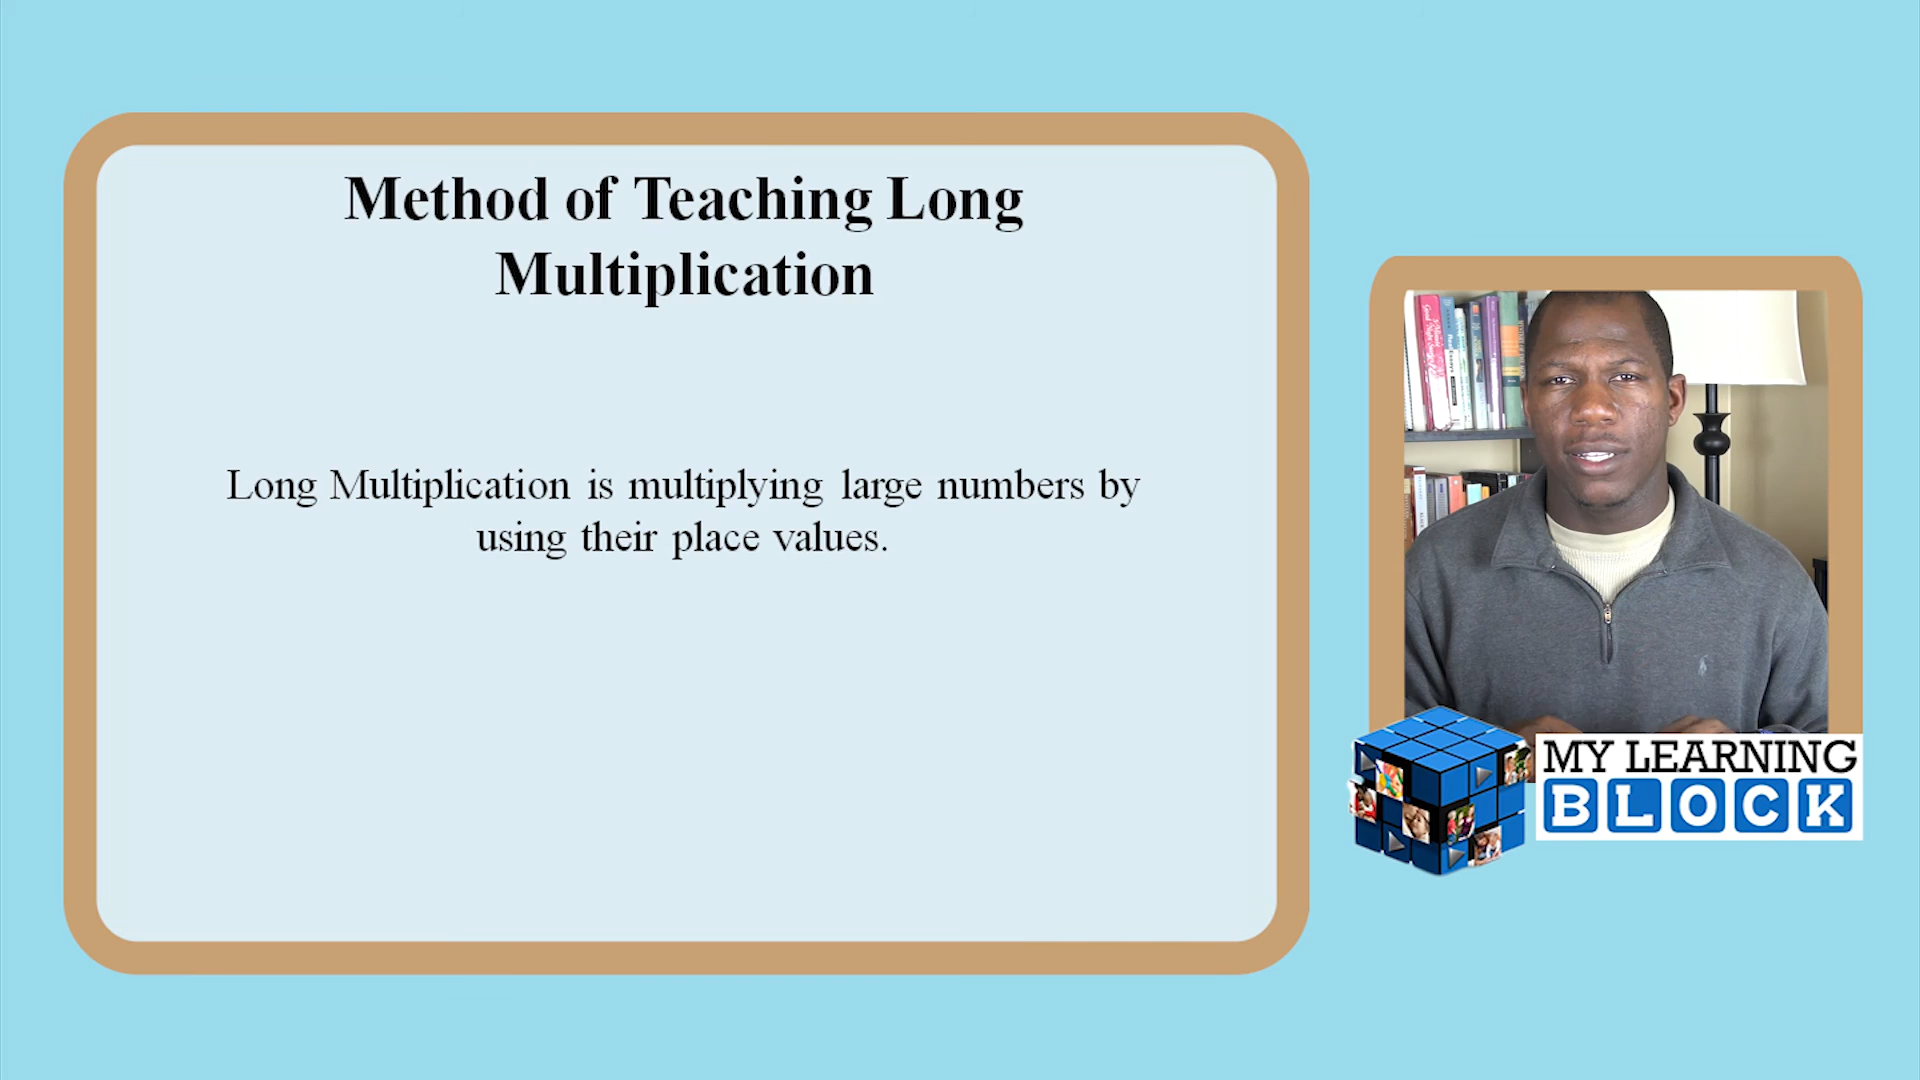 Method of Teaching Long
Multiplication
Long Multiplication is multiplying large numbers by
using their place values.
MY LEARNING
BLOCK